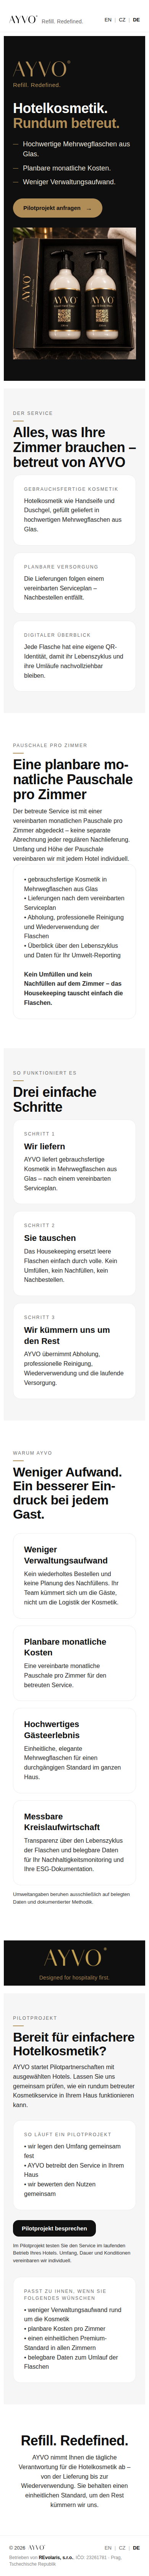 AYVO® Refill. Redefined.
EN | CZ | DE
AYVO®
Refill. Redefined.
Hotelkosmetik.
Rundum betreut.
— Hochwertige Mehrwegflaschen aus
Glas.
— Planbare monatliche Kosten.
— Weniger Verwaltungsaufwand.
Pilotprojekt anfragen →
AYVO
AYVO
AYVO
DER SERVICE
Alles, was Ihre
Zimmer brauchen –
betreut von AYVO
GEBRAUCHSFERTIGE KOSMETIK
Hotelkosmetik wie Handseife und
Duschgel, gefüllt geliefert in
hochwertigen Mehrwegflaschen aus
Glas.
PLANBARE VERSORGUNG
Die Lieferungen folgen einem
vereinbarten Serviceplan –
Nachbestellen entfällt.
DIGITALER ÜBERBLICK
Jede Flasche hat eine eigene QR-
Identität, damit ihr Lebenszyklus und
ihre Umläufe nachvollziehbar
bleiben.
PAUSCHALE PRO ZIMMER
Eine planbare mo-
natliche Pauschale
pro Zimmer
Der betreute Service ist mit einer
vereinbarten monatlichen Pauschale pro
Zimmer abgedeckt – keine separate
Abrechnung jeder regulären Nachlieferung.
Umfang und Höhe der Pauschale
vereinbaren wir mit jedem Hotel individuell.
• gebrauchsfertige Kosmetik in
Mehrwegflaschen aus Glas
• Lieferungen nach dem vereinbarten
Serviceplan
• Abholung, professionelle Reinigung
und Wiederverwendung der
Flaschen
• Überblick über den Lebenszyklus
und Daten für Ihr Umwelt-Reporting
Kein Umfüllen und kein
Nachfüllen auf dem Zimmer – das
Housekeeping tauscht einfach die
Flaschen.
SO FUNKTIONIERT ES
Drei einfache
Schritte
SCHRITT 1
Wir liefern
AYVO liefert gebrauchsfertige
Kosmetik in Mehrwegflaschen aus
Glas – nach einem vereinbarten
Serviceplan.
SCHRITT 2
Sie tauschen
Das Housekeeping ersetzt leere
Flaschen einfach durch volle. Kein
Umfüllen, kein Nachfüllen, kein
Nachbestellen.
SCHRITT 3
Wir kümmern uns um
den Rest
AYVO übernimmt Abholung,
professionelle Reinigung,
Wiederverwendung und die laufende
Versorgung.
WARUM AYVO
Weniger Aufwand.
Ein besserer Ein-
druck bei jedem
Gast.
Weniger
Verwaltungsaufwand
Kein wiederholtes Bestellen und
keine Planung des Nachfüllens. Ihr
Team kümmert sich um die Gäste,
nicht um die Logistik der Kosmetik.
Planbare monatliche
Kosten
Eine vereinbarte monatliche
Pauschale pro Zimmer für den
betreuten Service.
Hochwertiges
Gästeerlebnis
Einheitliche, elegante
Mehrwegflaschen für einen
durchgängigen Standard im ganzen
Haus.
Messbare
Kreislaufwirtschaft
Transparenz über den Lebenszyklus
der Flaschen und belegbare Daten
für Ihr Nachhaltigkeitsmonitoring und
Ihre ESG-Dokumentation.
Umweltangaben beruhen ausschließlich auf belegten
Daten und dokumentierter Methodik.
AYVO®
Designed for hospitality first.
PILOTPROJEKT
Bereit für einfachere
Hotelkosmetik?
AYVO startet Pilotpartnerschaften mit
ausgewählten Hotels. Lassen Sie uns
gemeinsam prüfen, wie ein rundum betreuter
Kosmetikservice in Ihrem Haus funktionieren
kann.
SO LÄUFT EIN PILOTPROJEKT
• wir legen den Umfang gemeinsam
fest
• AYVO betreibt den Service in Ihrem
Haus
• wir bewerten den Nutzen
gemeinsam
Pilotprojekt besprechen
Im Pilotprojekt testen Sie den Service im laufenden
Betrieb Ihres Hotels. Umfang, Dauer und Konditionen
vereinbaren wir individuell.
PASST ZU IHNEN, WENN SIE
FOLGENDES WÜNSCHEN
• weniger Verwaltungsaufwand rund
um die Kosmetik
• planbare Kosten pro Zimmer
• einen einheitlichen Premium-
Standard in allen Zimmern
• belegbare Daten zum Umlauf der
Flaschen
Refill. Redefined.
AYVO nimmt Ihnen die tägliche
Verantwortung für die Hotelkosmetik ab –
von der Lieferung bis zur
Wiederverwendung. Sie behalten einen
einheitlichen Standard, um den Rest
kümmern wir uns.
© 2026 AYVO®
EN | CZ | DE
Betrieben von REvolaris, s.r.o. · IČO: 23281782 · Prag,
Tschechische Republik